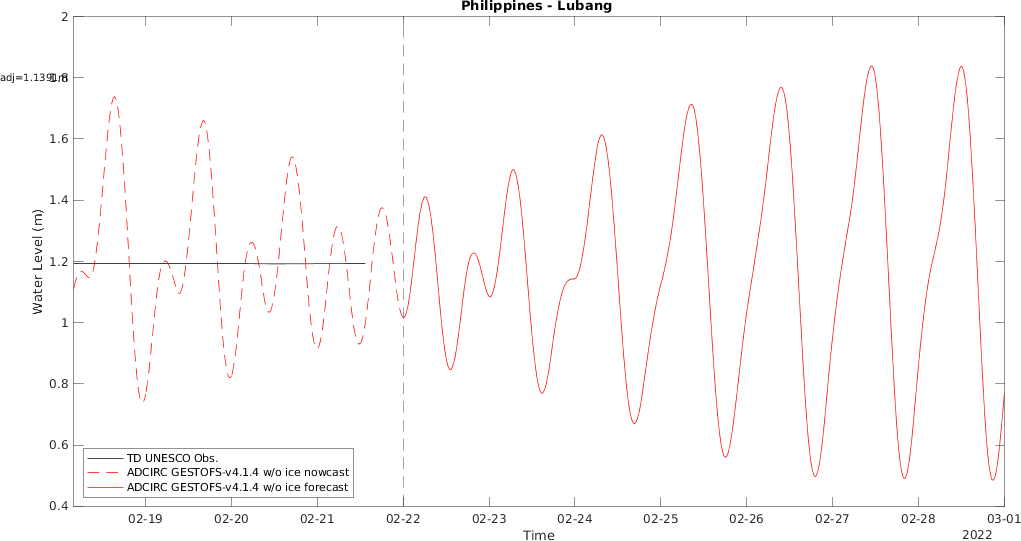 Philippines - Lubang
2
adj=1.1391m
1.8
1.6
1.4
1.2
1
0.8
0.6
0.4
Water Level (m)
TD UNESCO Obs.
ADCIRC GESTOFS-v4.1.4 w/o ice nowcast
ADCIRC GESTOFS-v4.1.4 w/o ice forecast
02-19 02-20 02-21 02-22 02-23 02-24 02-25 02-26 02-27 02-28 03-01
Time
2022